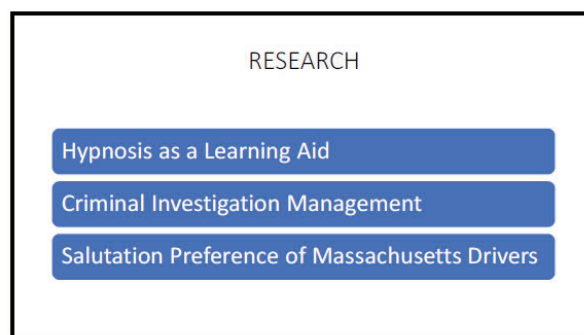 RESEARCH
Hypnosis as a Learning Aid
Criminal Investigation Management
Salutation Preference of Massachusetts Drivers